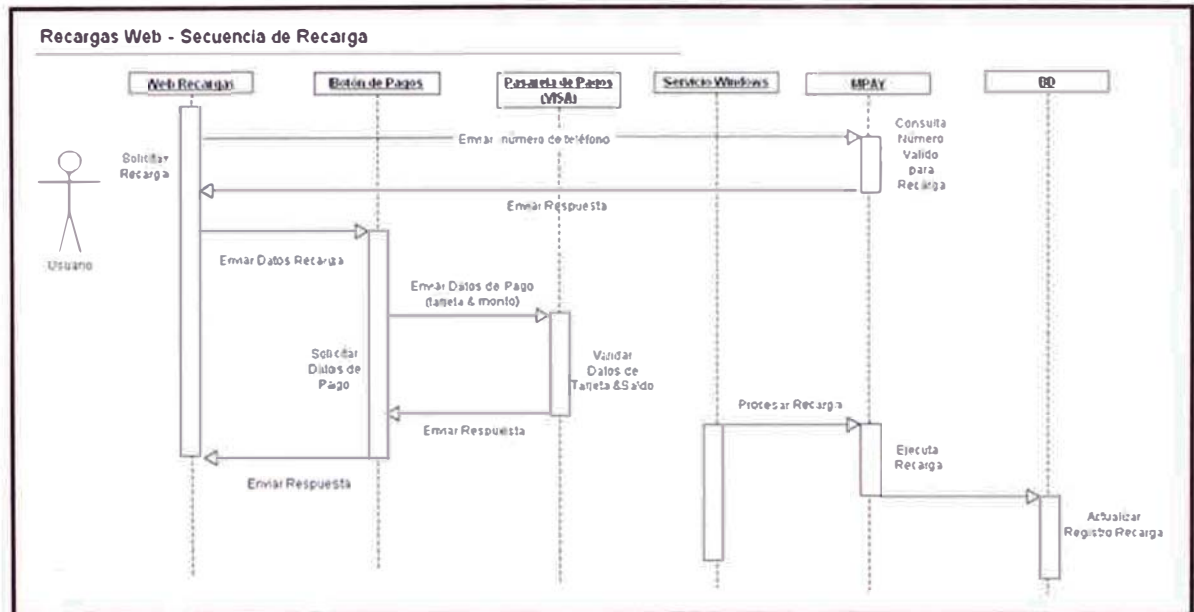 Recargas Web - Secuencia de Recarga
Web Recargas
Botón de Pagos
Pasarela de Pagos
(VISA)
Servicio Windows
MPAY
BD
Enviar número de teléfono
Consulta
Número
Valido
para
Recarga
Solicitar
Recarga
Enviar Respuesta
Usuario
Enviar Datos Recarga
Enviar Datos de Pago
(tarjeta & monto)
Solicitar
Datos de
Pago
Validar
Datos de
Tarjeta &Saldo
Procesar Recarga
Enviar Respuesta
Ejecuta
Recarga
Enviar Respuesta
Actualizar
Registro Recarga